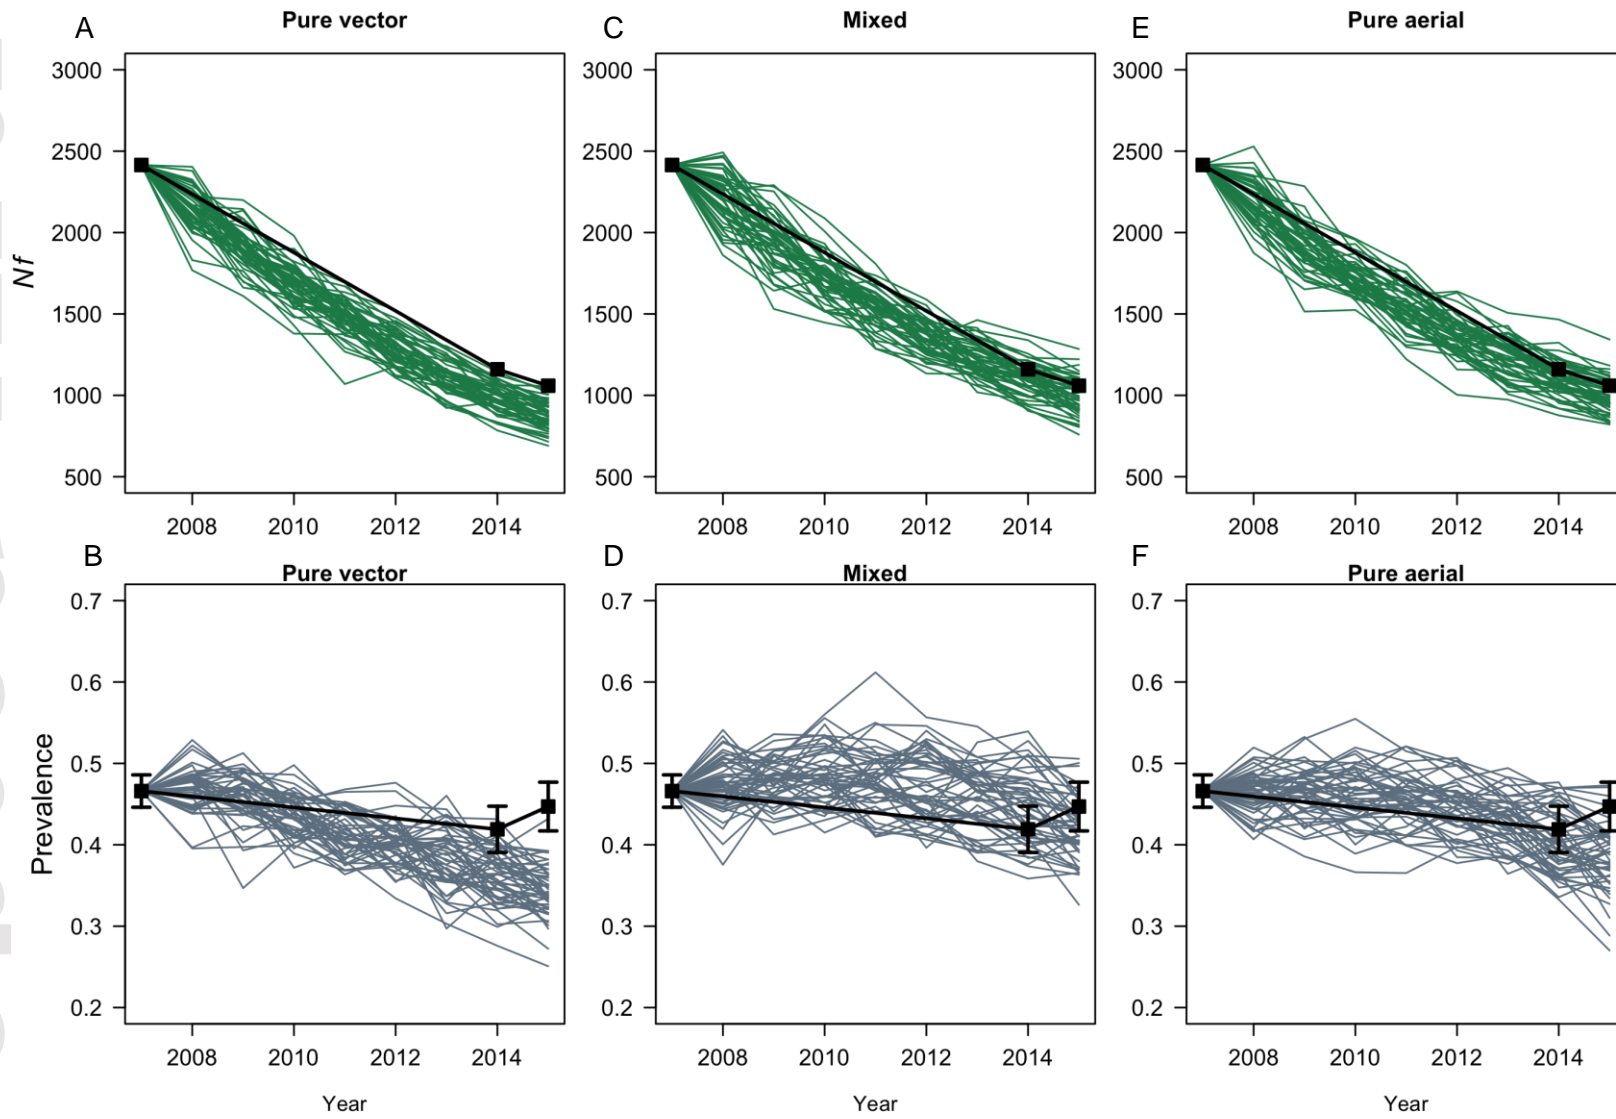 A Pure vector C Mixed E Pure aerial
3000 3000 3000
2500 2500 2500
2000 2000 2000
Nf
1500 1500 1500
1000 1000 1000
500 500 500
2008 2010 2012 2014 2008 2010 2012 2014 2008 2010 2012 2014
B Pure vector D Mixed F Pure aerial
0.7 0.7 0.7
0.6 0.6 0.6
0.5 0.5 0.5
Prevalence
0.4 0.4 0.4
0.3 0.3 0.3
0.2 0.2 0.2
2008 2010 2012 2014 2008 2010 2012 2014 2008 2010 2012 2014
Year Year Year